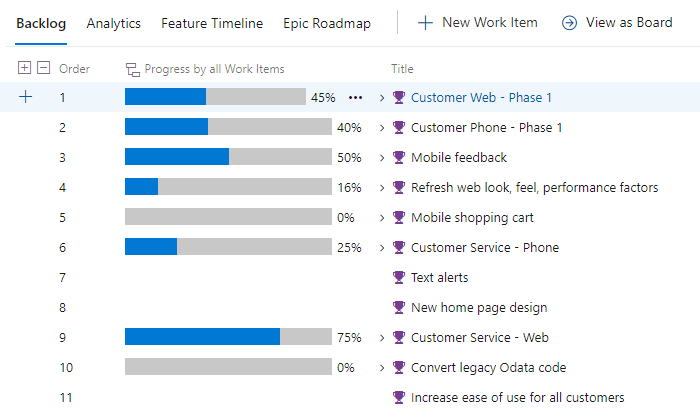 Backlog Analytics Feature Timeline Epic Roadmap New Work Item View as Board
Order Progress by all Work Items Title
1 45% Customer Web - Phase 1
2 40% Customer Phone - Phase 1
3 50% Mobile feedback
4 16% Refresh web look, feel, performance factors
5 0% Mobile shopping cart
6 25% Customer Service - Phone
7 Text alerts
8 New home page design
9 75% Customer Service - Web
10 0% Convert legacy Odata code
11 Increase ease of use for all customers